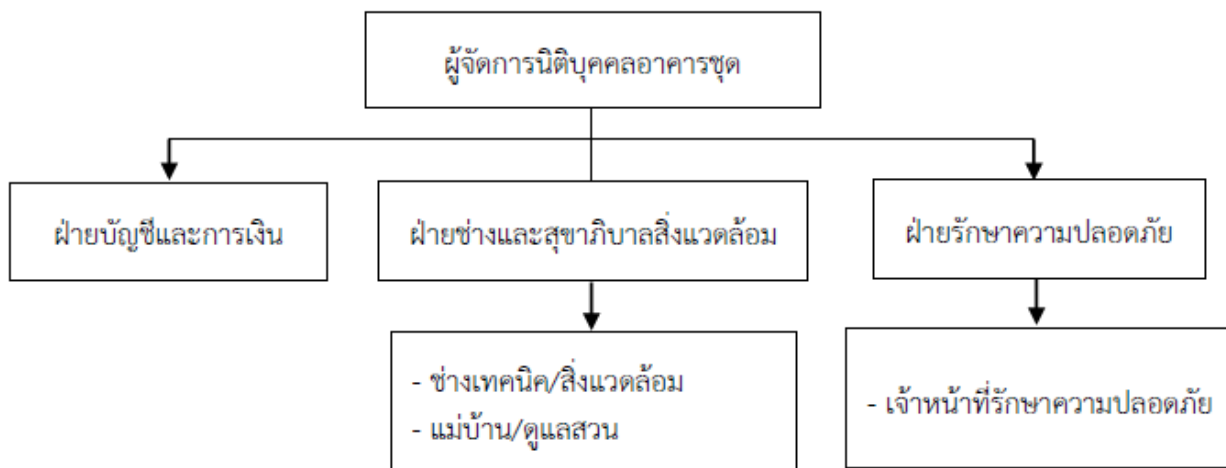 ผู้จัดการนิติบุคคลอาคารชุด
ฝ่ายบัญชีและการเงิน
ฝ่ายช่างและสุขาภิบาลสิ่งแวดล้อม
ฝ่ายรักษาความปลอดภัย
- ช่างเทคนิค/สิ่งแวดล้อม
- แม่บ้าน/ดูแลสวน
- เจ้าหน้าที่รักษาความปลอดภัย